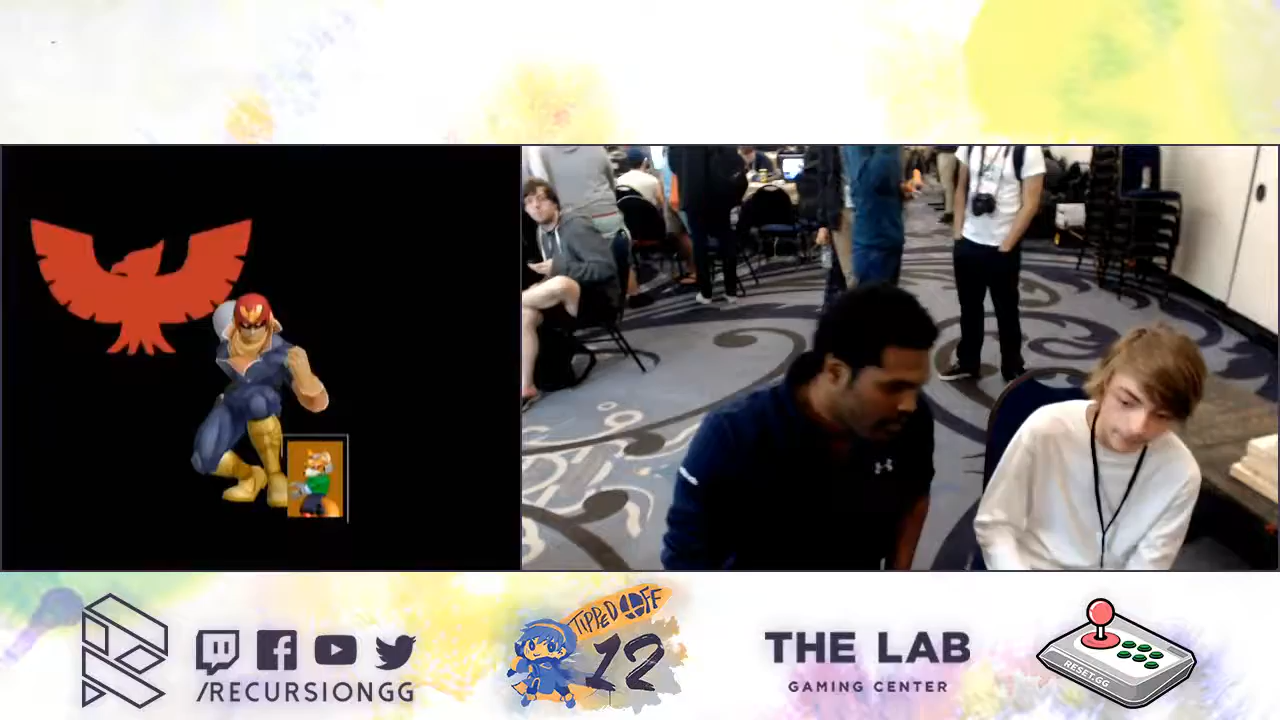 TIPPED OFF
12
/RECURSIONGG
THE LAB
GAMING CENTER
RESET.GG